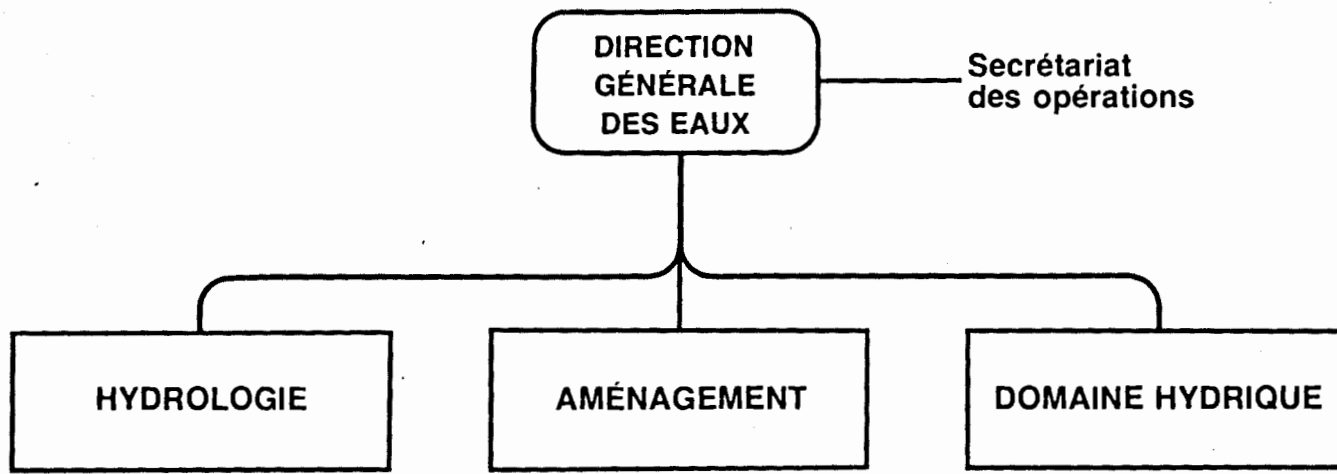 DIRECTION
GÉNÉRALE
DES EAUX
Secrétariat
des opérations
HYDROLOGIE
AMÉNAGEMENT
DOMAINE HYDRIQUE